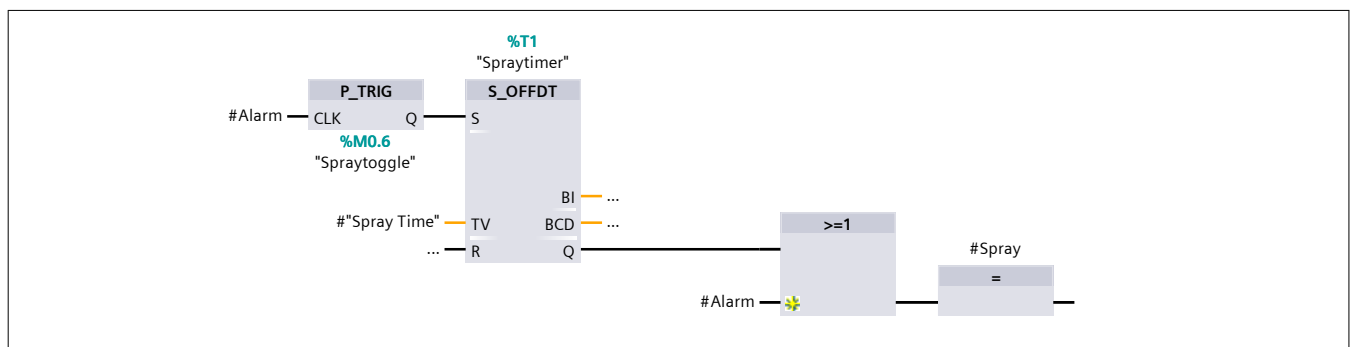 %T1
"Spraytimer"
P_TRIG
S_OFFDT
#Alarm
CLK
Q
S
%M0.6
"Spraytoggle"
BI
...
#"Spray Time"
TV
BCD
...
>=1
...
R
Q
#Spray
=
#Alarm